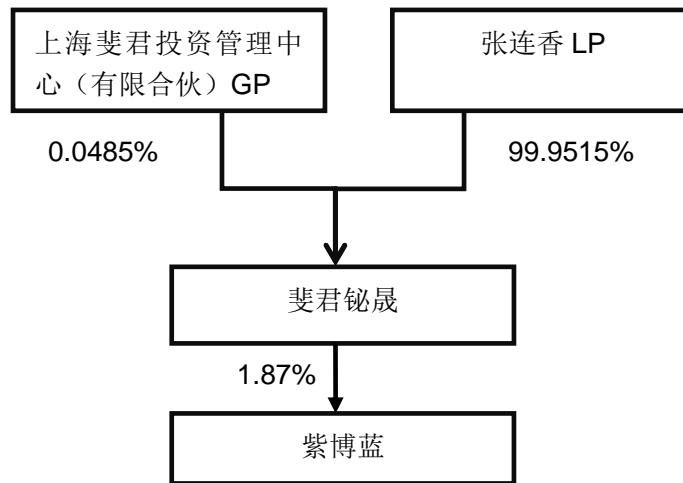 上海斐君投资管理中
心（有限合伙）GP
张连香 LP
0.0485%
99.9515%
斐君铋晟
1.87%
紫博蓝